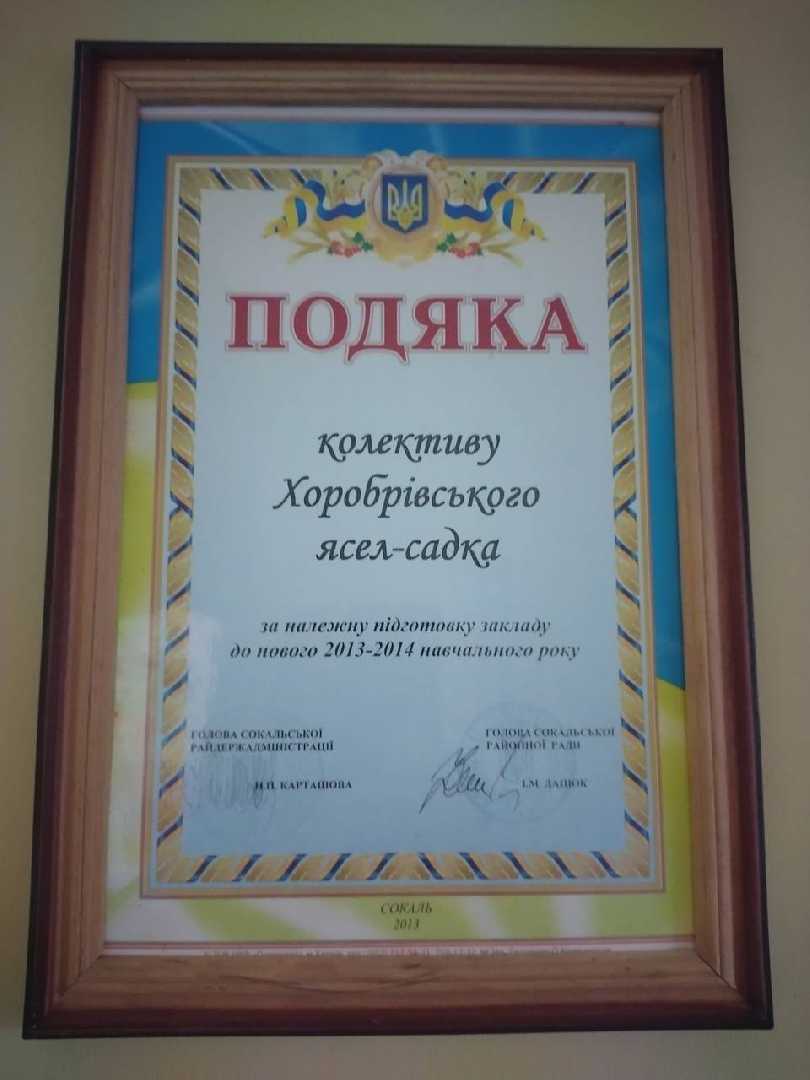 ПОДЯКА
колективу
Хоробрівського
ясел-садка
за належну підготовку закладу
до нового 2013-2014 навчального року
ГОЛОВА СОКАЛЬСЬКОЇ
РАЙДЕРЖАДМІНІСТРАЦІЇ
КАРТАШОВА
ГОЛОВА СОКАЛЬСЬКОЇ
РАЙОННОЇ РАДИ
І.М. ДАЦЮК
СОКАЛЬ
2013